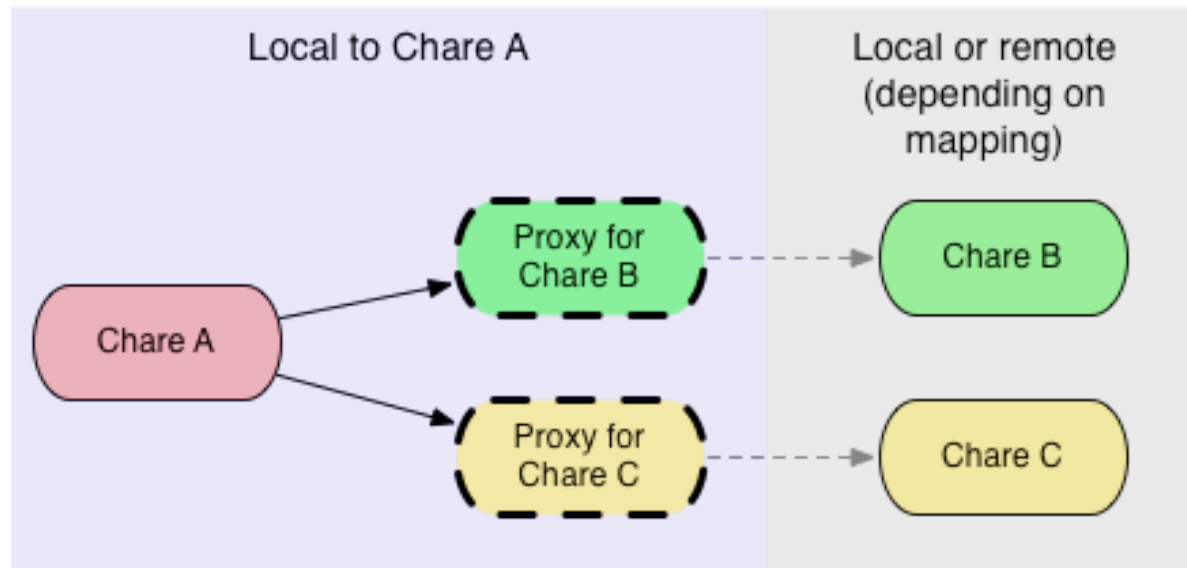 Local to Chare A
Local or remote
(depending on
mapping)
Proxy for
Chare B
Chare B
Chare A
Proxy for
Chare C
Chare C